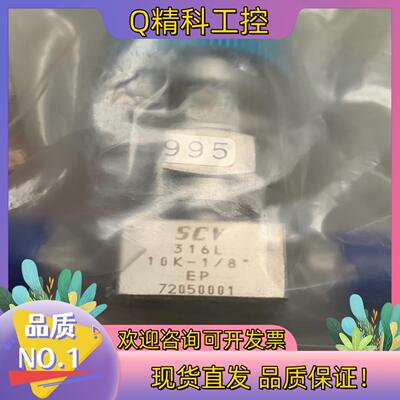 Q精科工控
995
SCV
316L
10K-1/8"
EP
72050001
品质
NO.1
欢迎咨询可开发票
现货直发 品质保证!